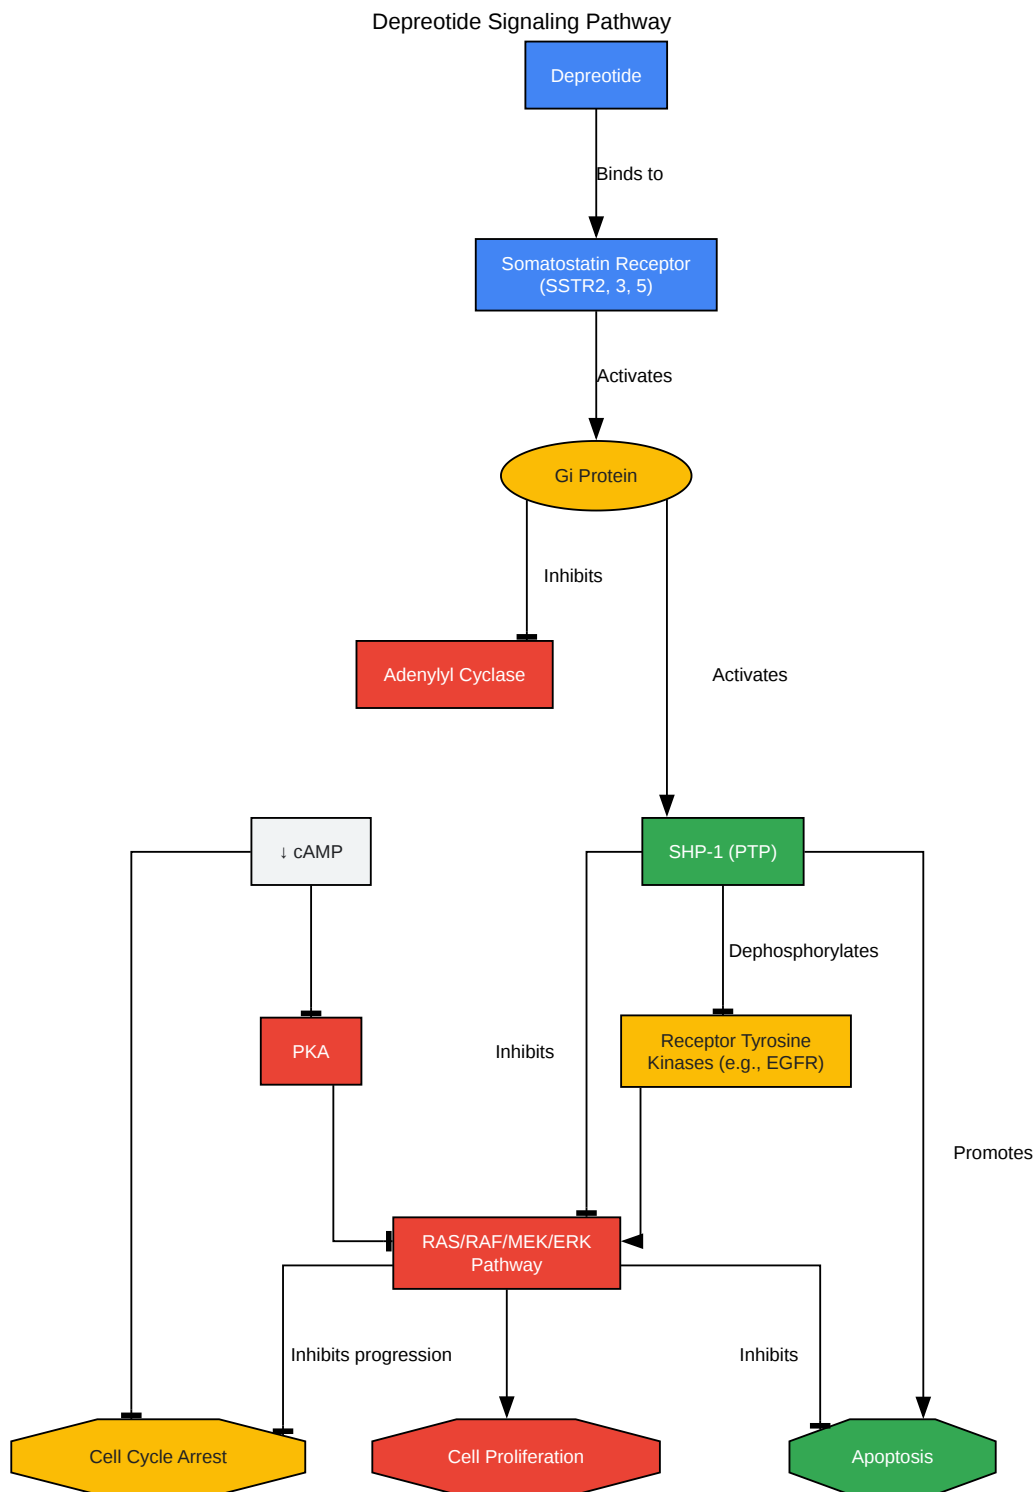 Depreotide Signaling Pathway
Depreotide
Binds to
Somatostatin Receptor
(SSTR2, 3, 5)
Activates
Gi Protein
Inhibits
Adenylyl Cyclase
Activates
↓ cAMP
SHP-1 (PTP)
Dephosphorylates
PKA
Inhibits
Receptor Tyrosine
Kinases (e.g., EGFR)
Promotes
RAS/RAF/MEK/ERK
Pathway
Inhibits progression
Inhibits
Cell Cycle Arrest
Cell Proliferation
Apoptosis